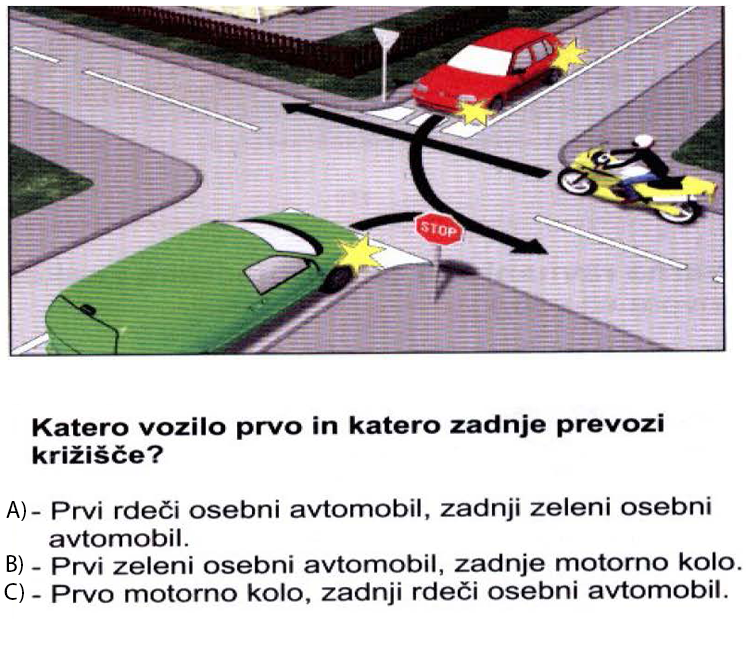 STOP
Katero vozilo prvo in katero zadnje prevozi
križišče?
A) - Prvi rdeči osebni avtomobil, zadnji zeleni osebni
avtomobil.
B) - Prvi zeleni osebni avtomobil, zadnje motorno kolo.
C) - Prvo motorno kolo, zadnji rdeči osebni avtomobil.